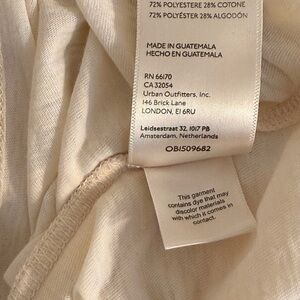 72% POLYESTERE 28% COTONE
72% POLYÉSTER 28% ALGODÓN
MADE IN GUATEMALA
HECHO EN GUATEMALA
RN 66170
CA 32054
Urban Outfitters, Inc.
146 Brick Lane
LONDON, E1 6RU
Leidsestraat 32, 1017 PB
Amsterdam, Netherlands
OB1509682
This garment
contains dye that may
discolor materials
with which it comes in
contact.